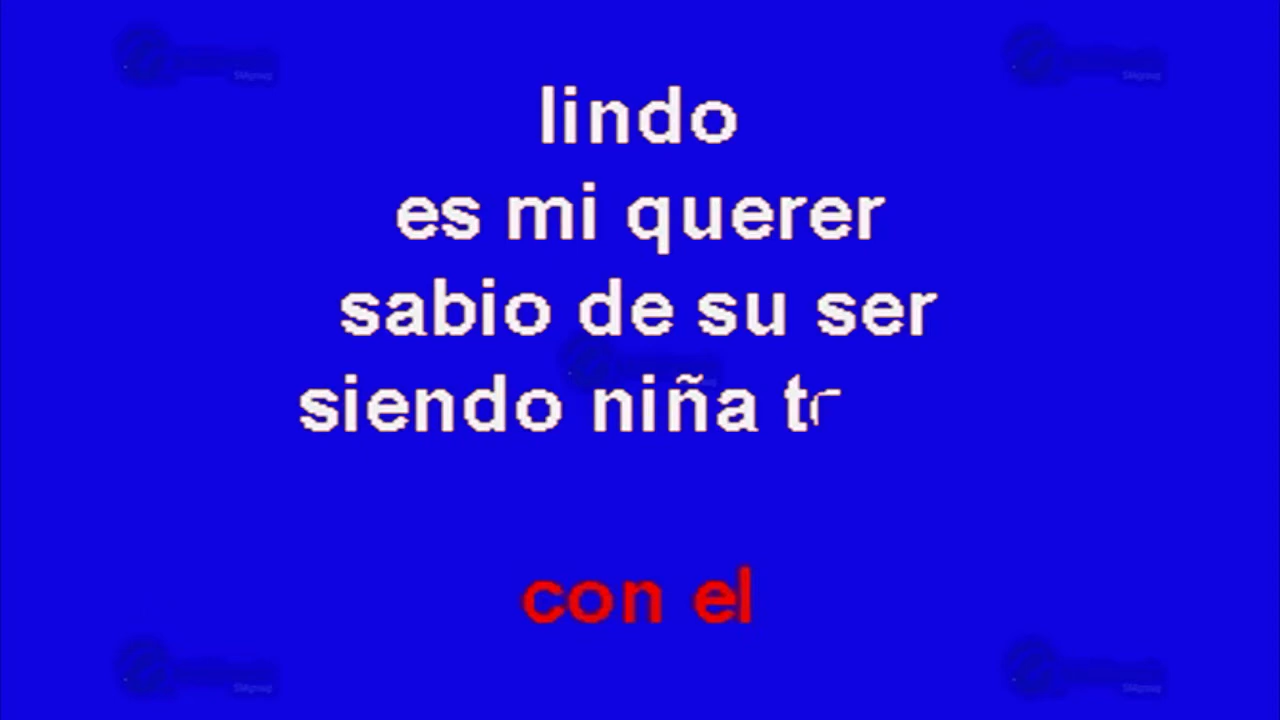 lindo
es mi querer
sabio de su ser
siendo niña
con el